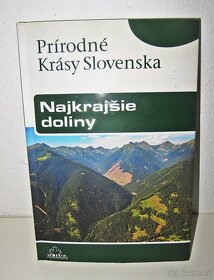 Prírodné
Krásy Slovenska
Najkrajšie
doliny